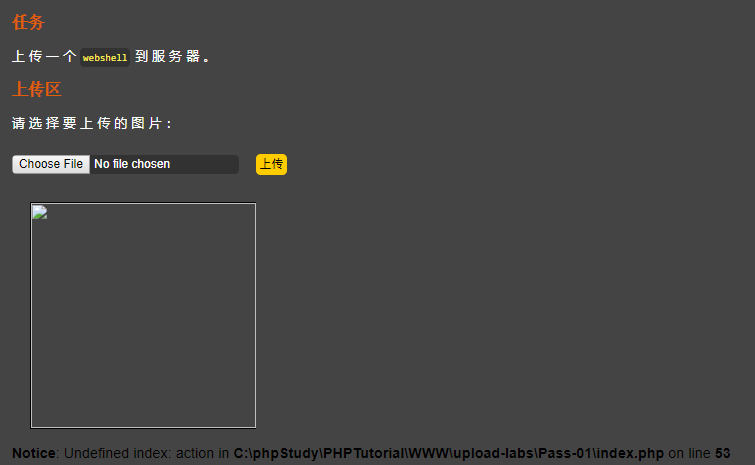 任务
上传一个 webshell 到服务器。
上传区
请选择要上传的图片：
Choose File No file chosen 上传
Notice: Undefined index: action in C:\phpStudy\PHPTutorial\WWW\upload-labs\Pass-01\index.php on line 53